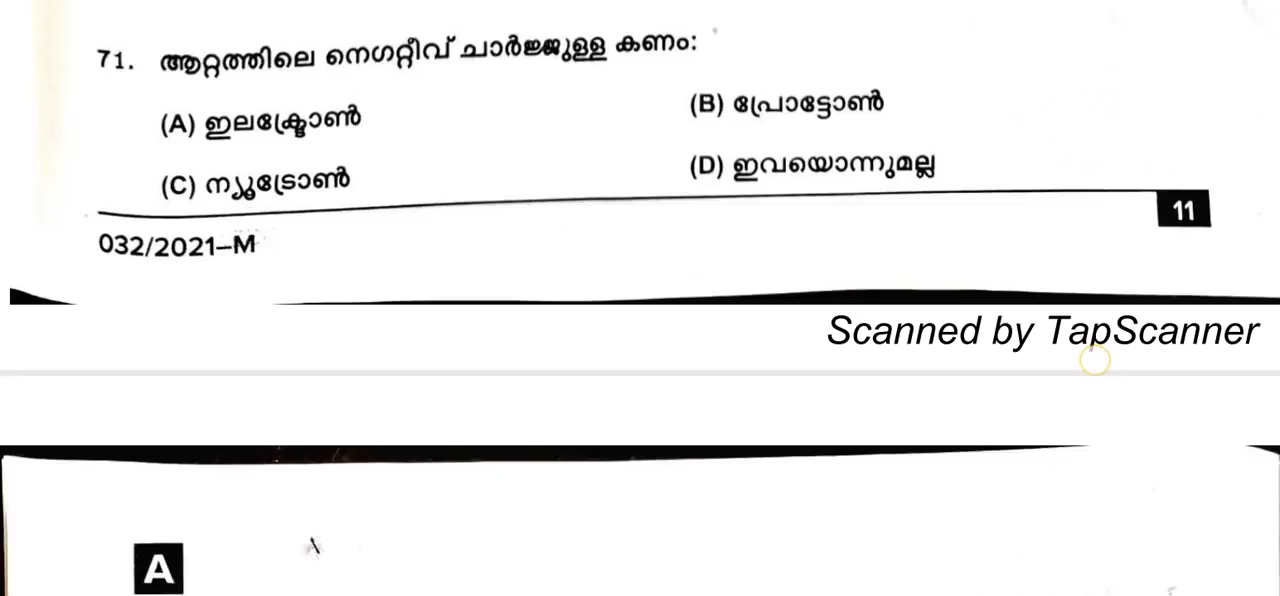 71. ആറ്റത്തിലെ നെഗറ്റീവ് ചാർജ്ജുള്ള കണം:
(A) ഇലക്ട്രോൺ (B) പ്രോട്ടോൺ
(C) ന്യൂട്രോൺ (D) ഇവയൊന്നുമല്ല
11
032/2021–M
Scanned by TapScanner
A